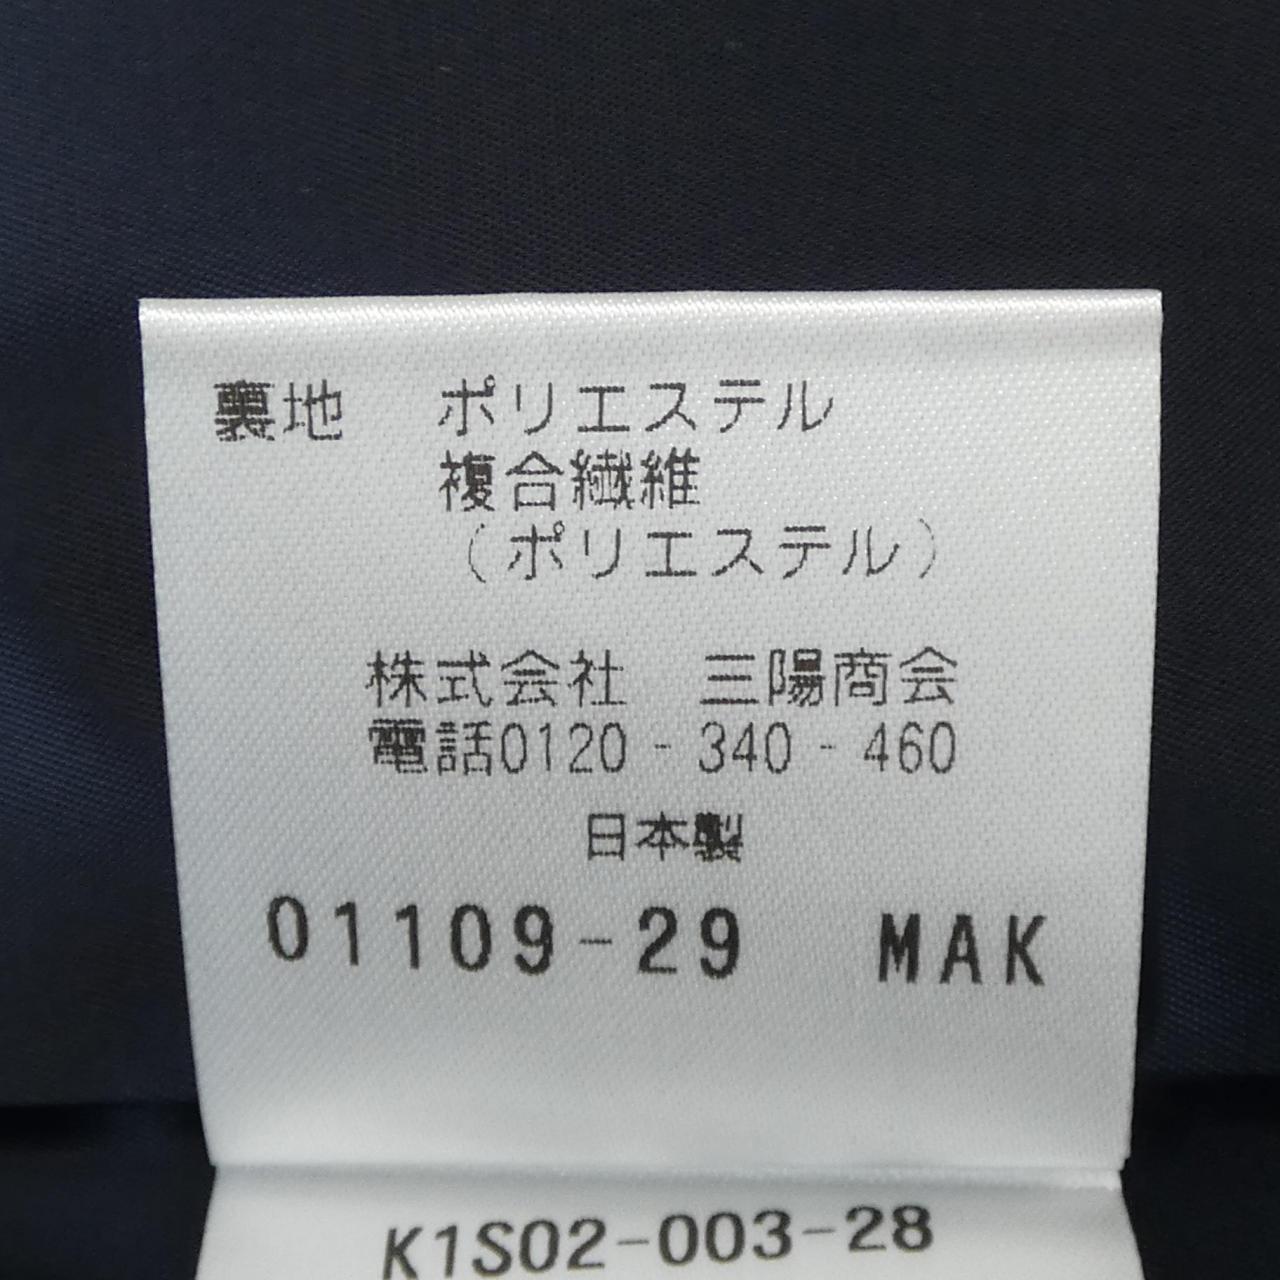 裏地　ポリエステル
複合繊維
（ポリエステル）
株式会社　三陽商会
電話0120-340-460
日本製
01109-29　MAK
K1S02-003-28